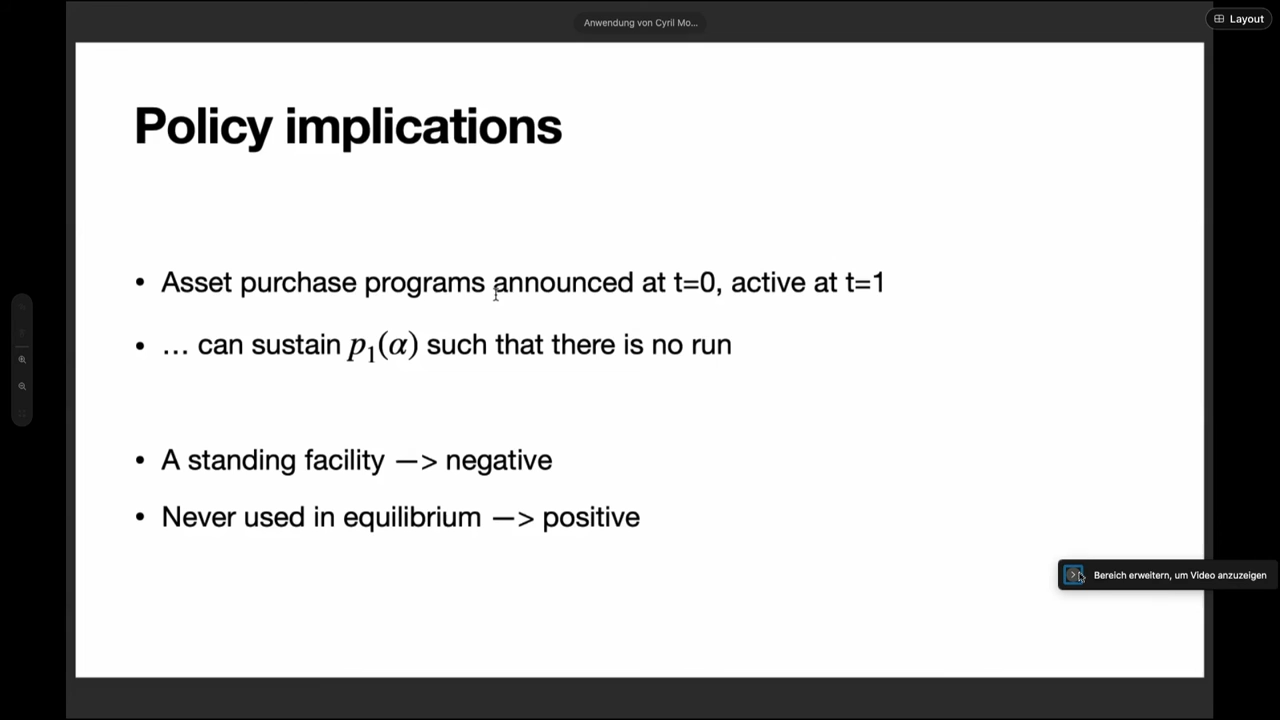 Anwendung von Cyril Mo...
Layout
Policy implications
• Asset purchase programs announced at t=0, active at t=1
• … can sustain p₁(α) such that there is no run
• A standing facility —> negative
• Never used in equilibrium —> positive
Bereich erweitern, um Video anzuzeigen